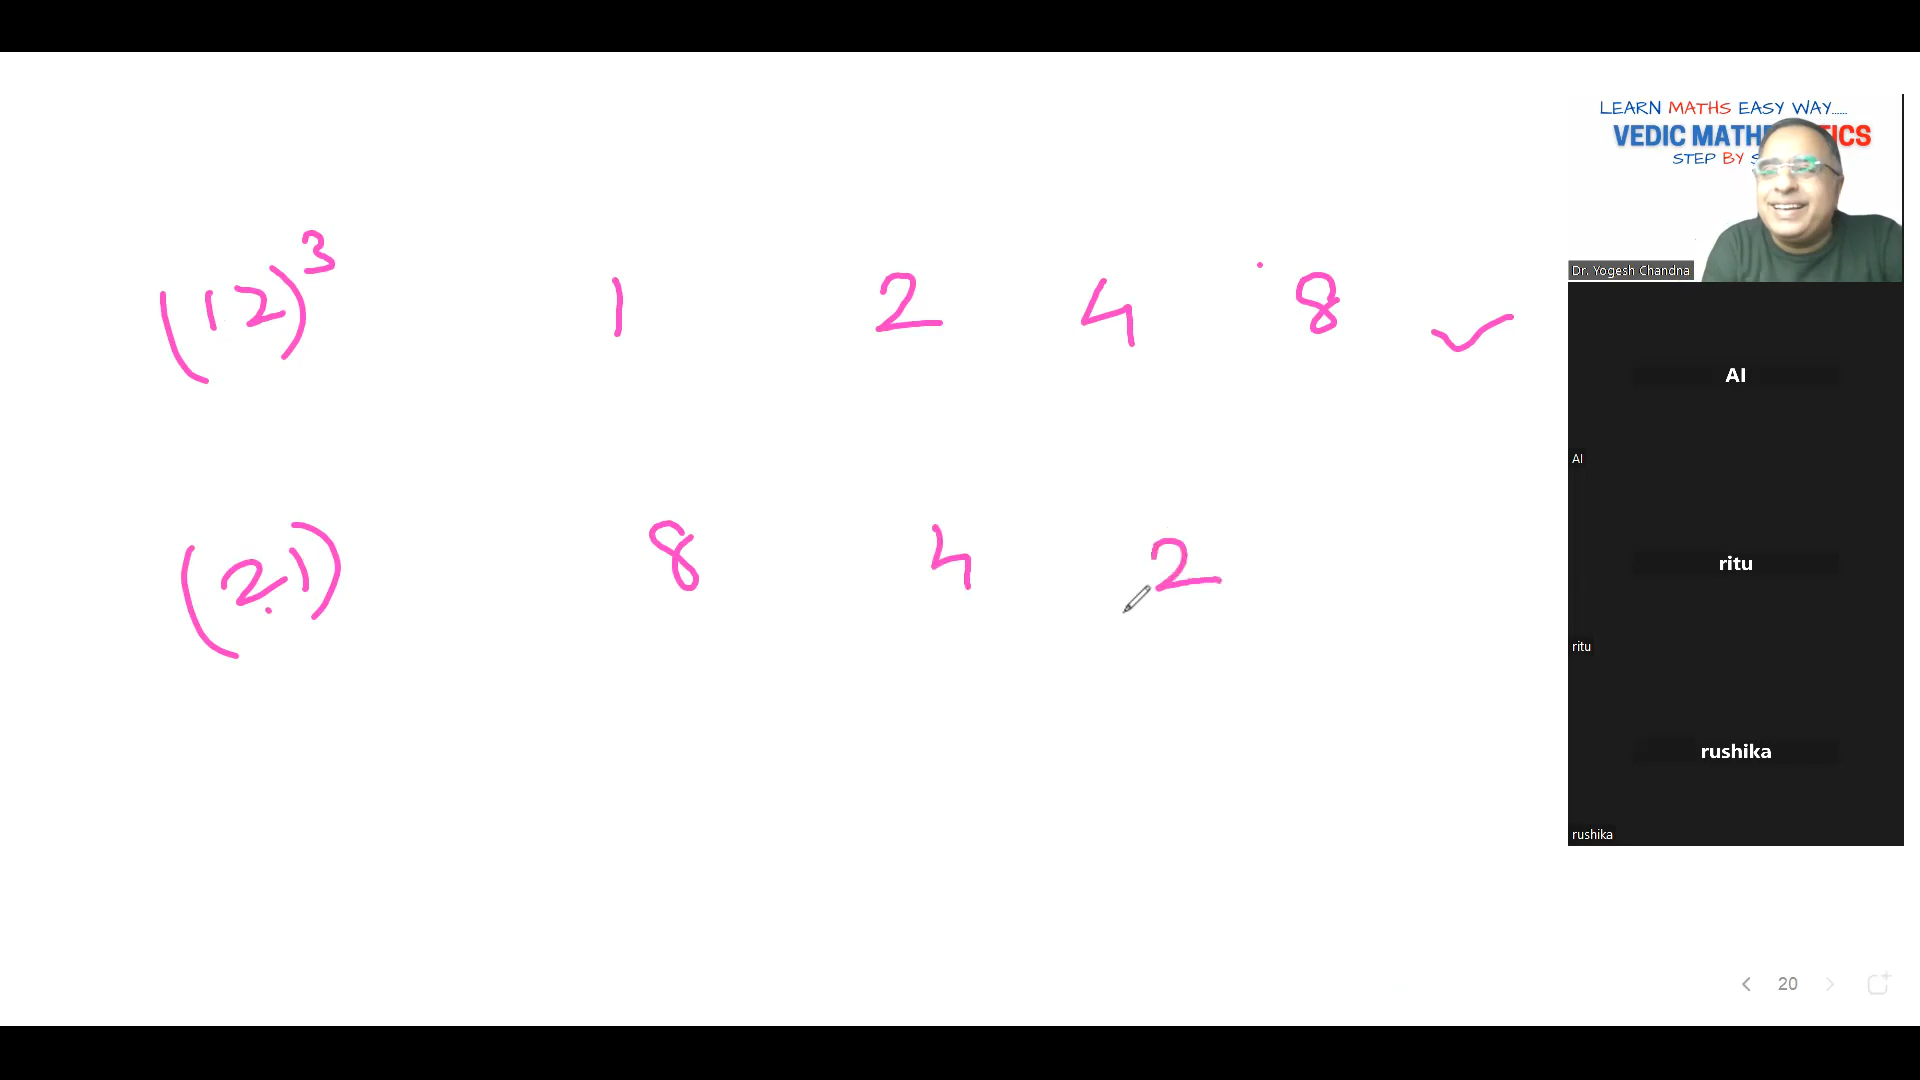 LEARN MATHS EASY WAY......
VEDIC MATH TICS
STEP BY S
(12)³ 1 2 4 8 ✓
Dr. Yogesh Chandna
AI
AI
(21) 8 4 2
ritu
ritu
rushika
rushika
20